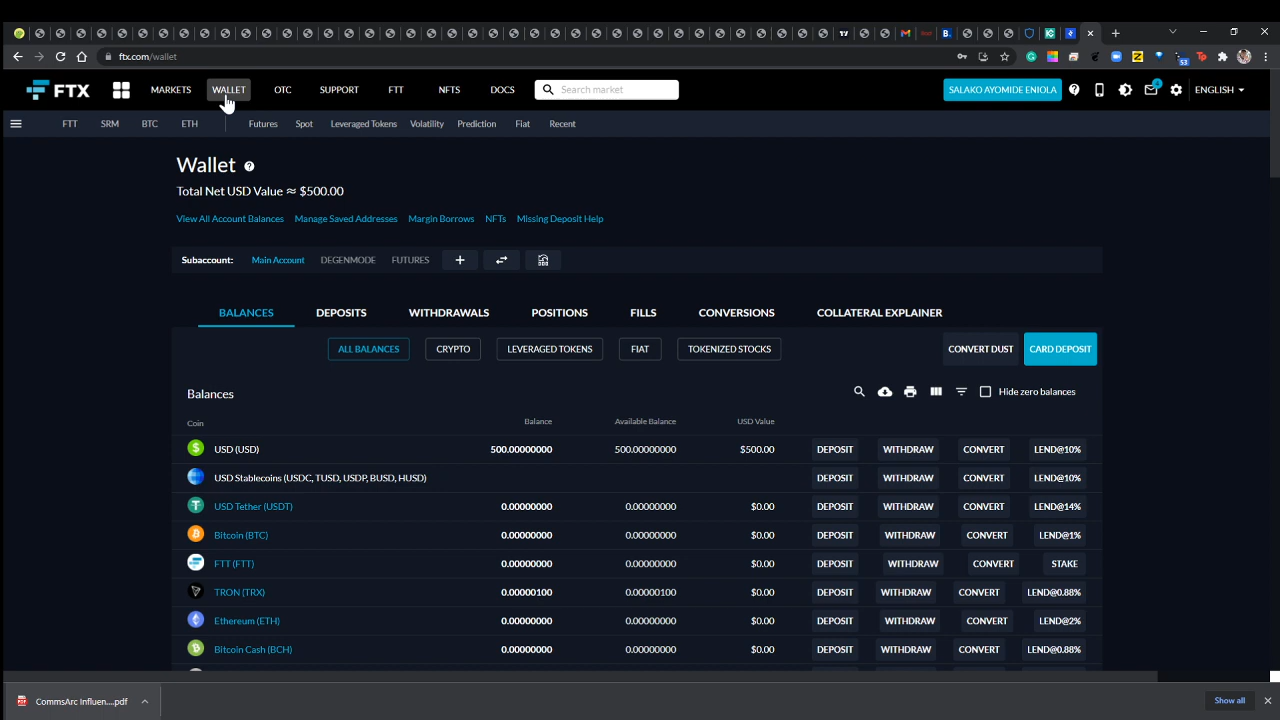 ftx.com/wallet
53
FTX MARKETS WALLET OTC SUPPORT FTT NFTS DOCS Search market SALAKO AYOMIDE ENIOLA 4 ENGLISH
FTT SRM BTC ETH Futures Spot Leveraged Tokens Volatility Prediction Fiat Recent
Wallet
Total Net USD Value ≈ $500.00
View All Account Balances Manage Saved Addresses Margin Borrows NFTs Missing Deposit Help
Subaccount: Main Account DEGENMODE FUTURES +
BALANCES DEPOSITS WITHDRAWALS POSITIONS FILLS CONVERSIONS COLLATERAL EXPLAINER
ALL BALANCES CRYPTO LEVERAGED TOKENS FIAT TOKENIZED STOCKS CONVERT DUST CARD DEPOSIT
Balances Hide zero balances
Coin Balance Available Balance USD Value
USD (USD) 500.00000000 500.00000000 $500.00 DEPOSIT WITHDRAW CONVERT LEND@10%
USD Stablecoins (USDC, TUSD, USDP, BUSD, HUSD) DEPOSIT WITHDRAW CONVERT LEND@10%
USD Tether (USDT) 0.00000000 0.00000000 $0.00 DEPOSIT WITHDRAW CONVERT LEND@14%
Bitcoin (BTC) 0.00000000 0.00000000 $0.00 DEPOSIT WITHDRAW CONVERT LEND@1%
FTT (FTT) 0.00000000 0.00000000 $0.00 DEPOSIT WITHDRAW CONVERT STAKE
TRON (TRX) 0.00000100 0.00000100 $0.00 DEPOSIT WITHDRAW CONVERT LEND@0.88%
Ethereum (ETH) 0.00000000 0.00000000 $0.00 DEPOSIT WITHDRAW CONVERT LEND@2%
Bitcoin Cash (BCH) 0.00000000 0.00000000 $0.00 DEPOSIT WITHDRAW CONVERT LEND@0.88%
CommsArc Influen....pdf Show all